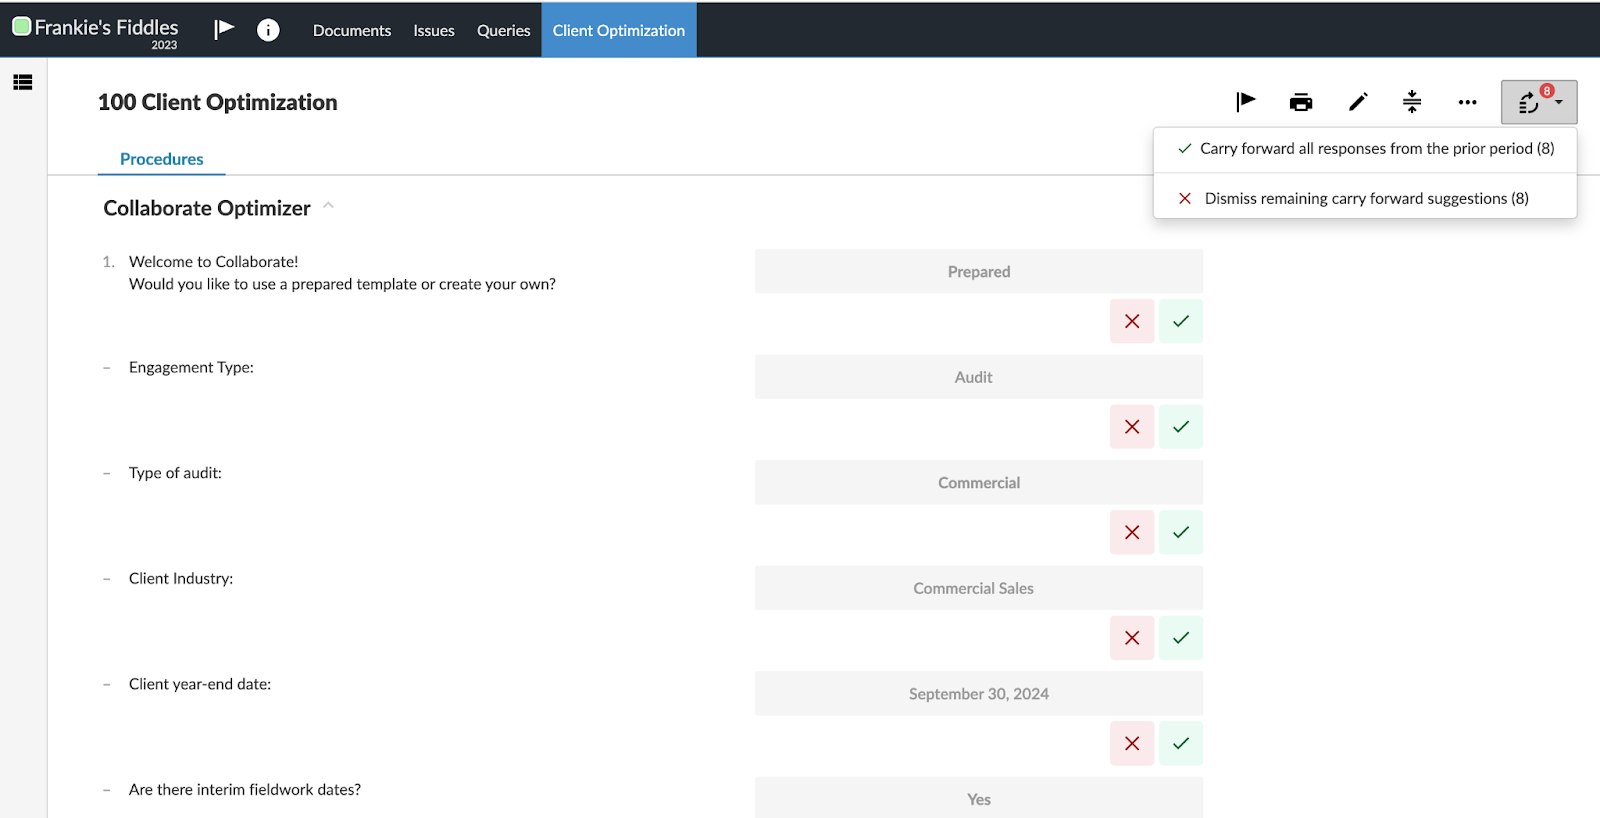 Frankie's Fiddles
2023
Documents Issues Queries Client Optimization
100 Client Optimization
8
Carry forward all responses from the prior period (8)
Dismiss remaining carry forward suggestions (8)
Procedures
Collaborate Optimizer
1. Welcome to Collaborate!
Would you like to use a prepared template or create your own?
Prepared
– Engagement Type:
Audit
– Type of audit:
Commercial
– Client Industry:
Commercial Sales
– Client year-end date:
September 30, 2024
– Are there interim fieldwork dates?
Yes